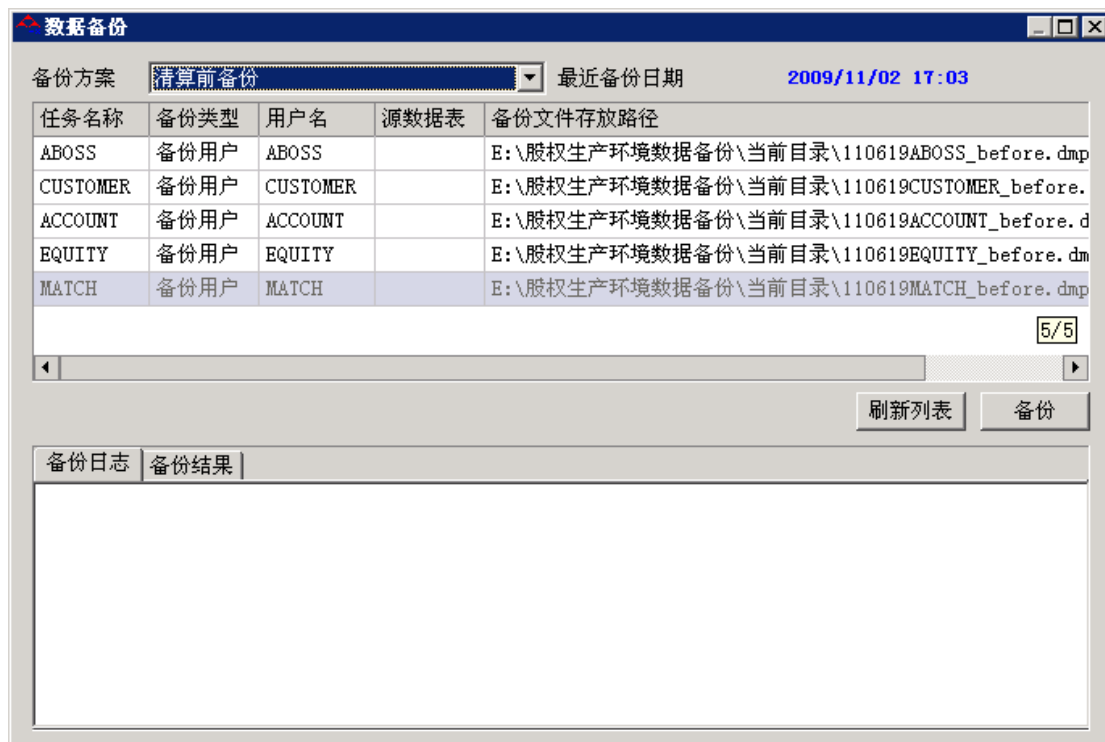 数据备份
备份方案 清算前备份 最近备份日期 2009/11/02 17:03
任务名称 备份类型 用户名 源数据表 备份文件存放路径
ABOSS 备份用户 ABOSS E:\股权生产环境数据备份\当前目录\110619ABOSS_before.dmp
CUSTOMER 备份用户 CUSTOMER E:\股权生产环境数据备份\当前目录\110619CUSTOMER_before.
ACCOUNT 备份用户 ACCOUNT E:\股权生产环境数据备份\当前目录\110619ACCOUNT_before.d
EQUITY 备份用户 EQUITY E:\股权生产环境数据备份\当前目录\110619EQUITY_before.dm
MATCH 备份用户 MATCH E:\股权生产环境数据备份\当前目录\110619MATCH_before.dmp
5/5
刷新列表 备份
备份日志 备份结果